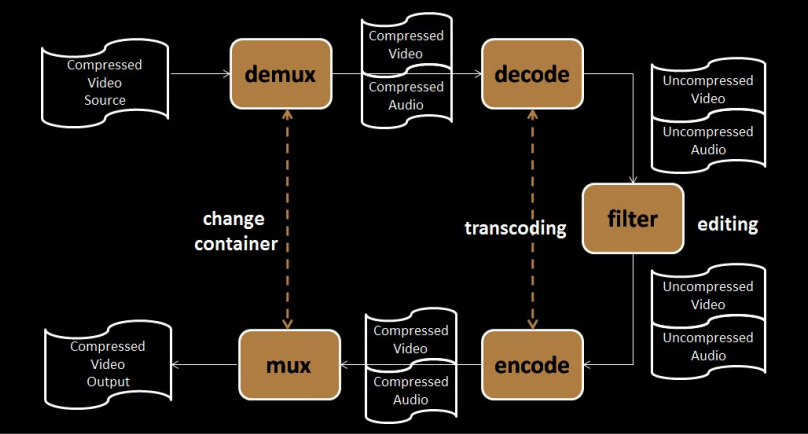 Compressed
Video
Source
demux
Compressed
Video
Compressed
Audio
decode
Uncompressed
Video
Uncompressed
Audio
change
container
transcoding
filter
editing
Uncompressed
Video
Uncompressed
Audio
encode
Compressed
Video
Compressed
Audio
mux
Compressed
Video
Output